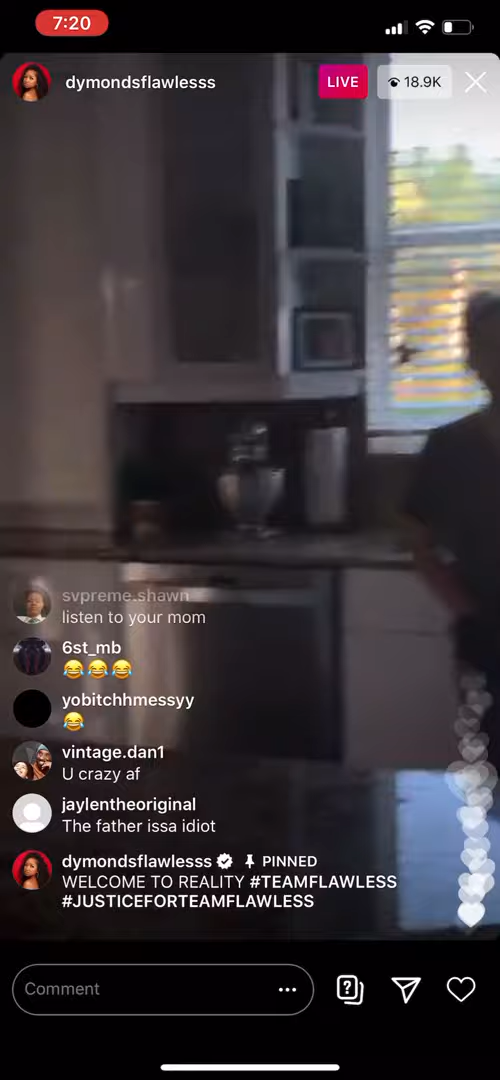 7:20
dymondsflawlesss LIVE 18.9K
svpreme.shawn
listen to your mom
6st_mb
😂😂😂
yobitchhmessyy
😂
vintage.dan1
U crazy af
jaylentheoriginal
The father issa idiot
dymondsflawlesss PINNED
WELCOME TO REALITY #TEAMFLAWLESS
#JUSTICEFORTEAMFLAWLESS
Comment